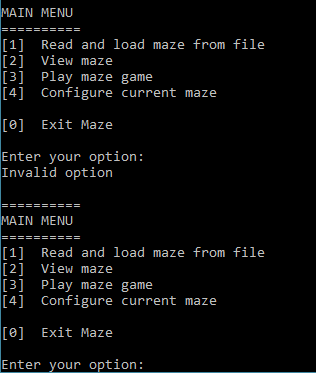 MAIN MENU
==========
[1]  Read and load maze from file
[2]  View maze
[3]  Play maze game
[4]  Configure current maze
[0]  Exit Maze
Enter your option:
Invalid option
==========
MAIN MENU
==========
[1]  Read and load maze from file
[2]  View maze
[3]  Play maze game
[4]  Configure current maze
[0]  Exit Maze
Enter your option: